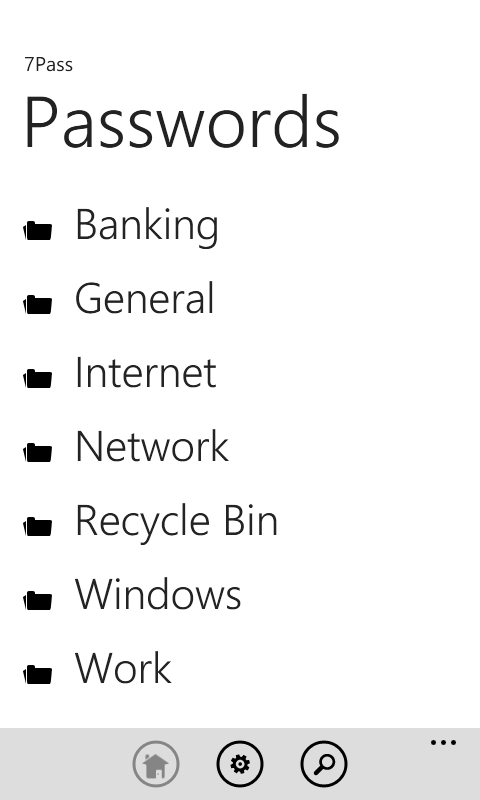 7Pass
Passwords
Banking
General
Internet
Network
Recycle Bin
Windows
Work